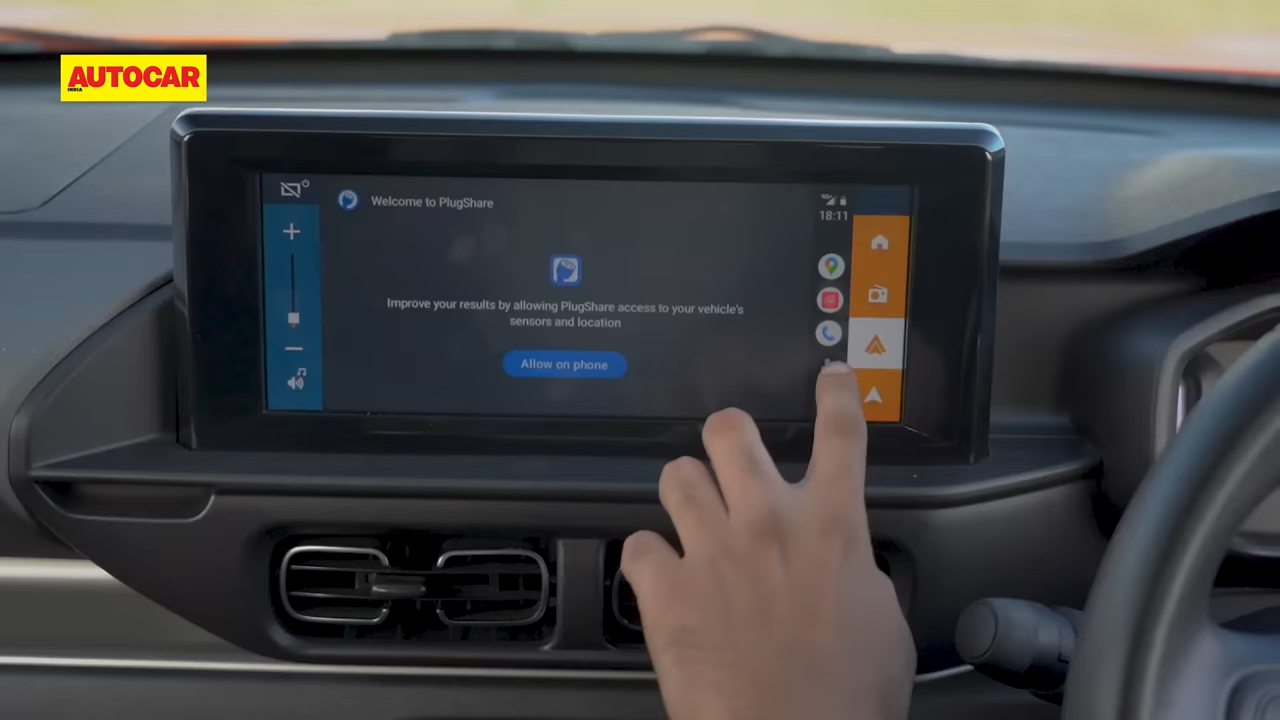 AUTOCAR
INDIA
Welcome to PlugShare
18:11
Improve your results by allowing PlugShare access to your vehicle's
sensors and location
Allow on phone